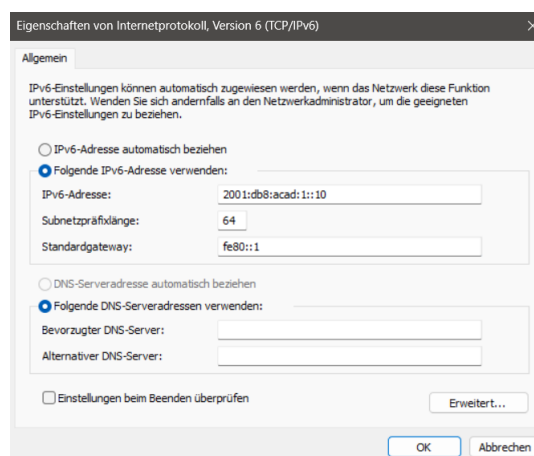 Eigenschaften von Internetprotokoll, Version 6 (TCP/IPv6)
Allgemein
IPv6-Einstellungen können automatisch zugewiesen werden, wenn das Netzwerk diese Funktion
unterstützt. Wenden Sie sich andernfalls an den Netzwerkadministrator, um die geeigneten
IPv6-Einstellungen zu beziehen.
IPv6-Adresse automatisch beziehen
Folgende IPv6-Adresse verwenden:
IPv6-Adresse: 2001:db8:acad:1::10
Subnetzpräfixlänge: 64
Standardgateway: fe80::1
DNS-Serveradresse automatisch beziehen
Folgende DNS-Serveradressen verwenden:
Bevorzugter DNS-Server:
Alternativer DNS-Server:
Einstellungen beim Beenden überprüfen
Erweitert...
OK Abbrechen